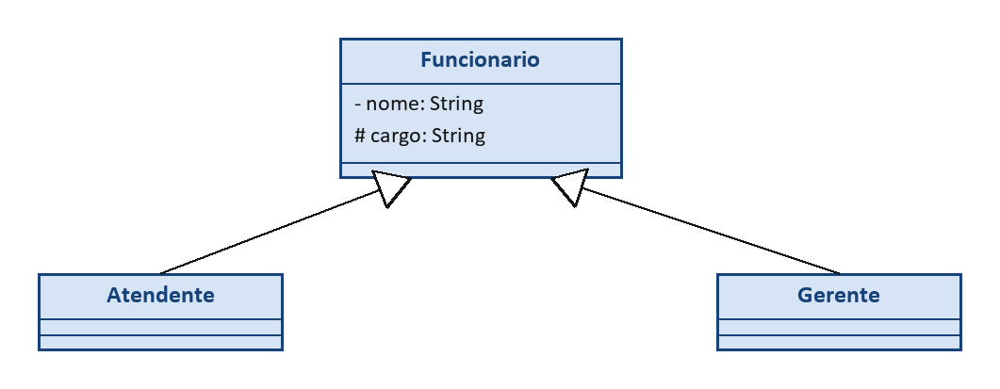 Funcionario
- nome: String
# cargo: String
Atendente
Gerente